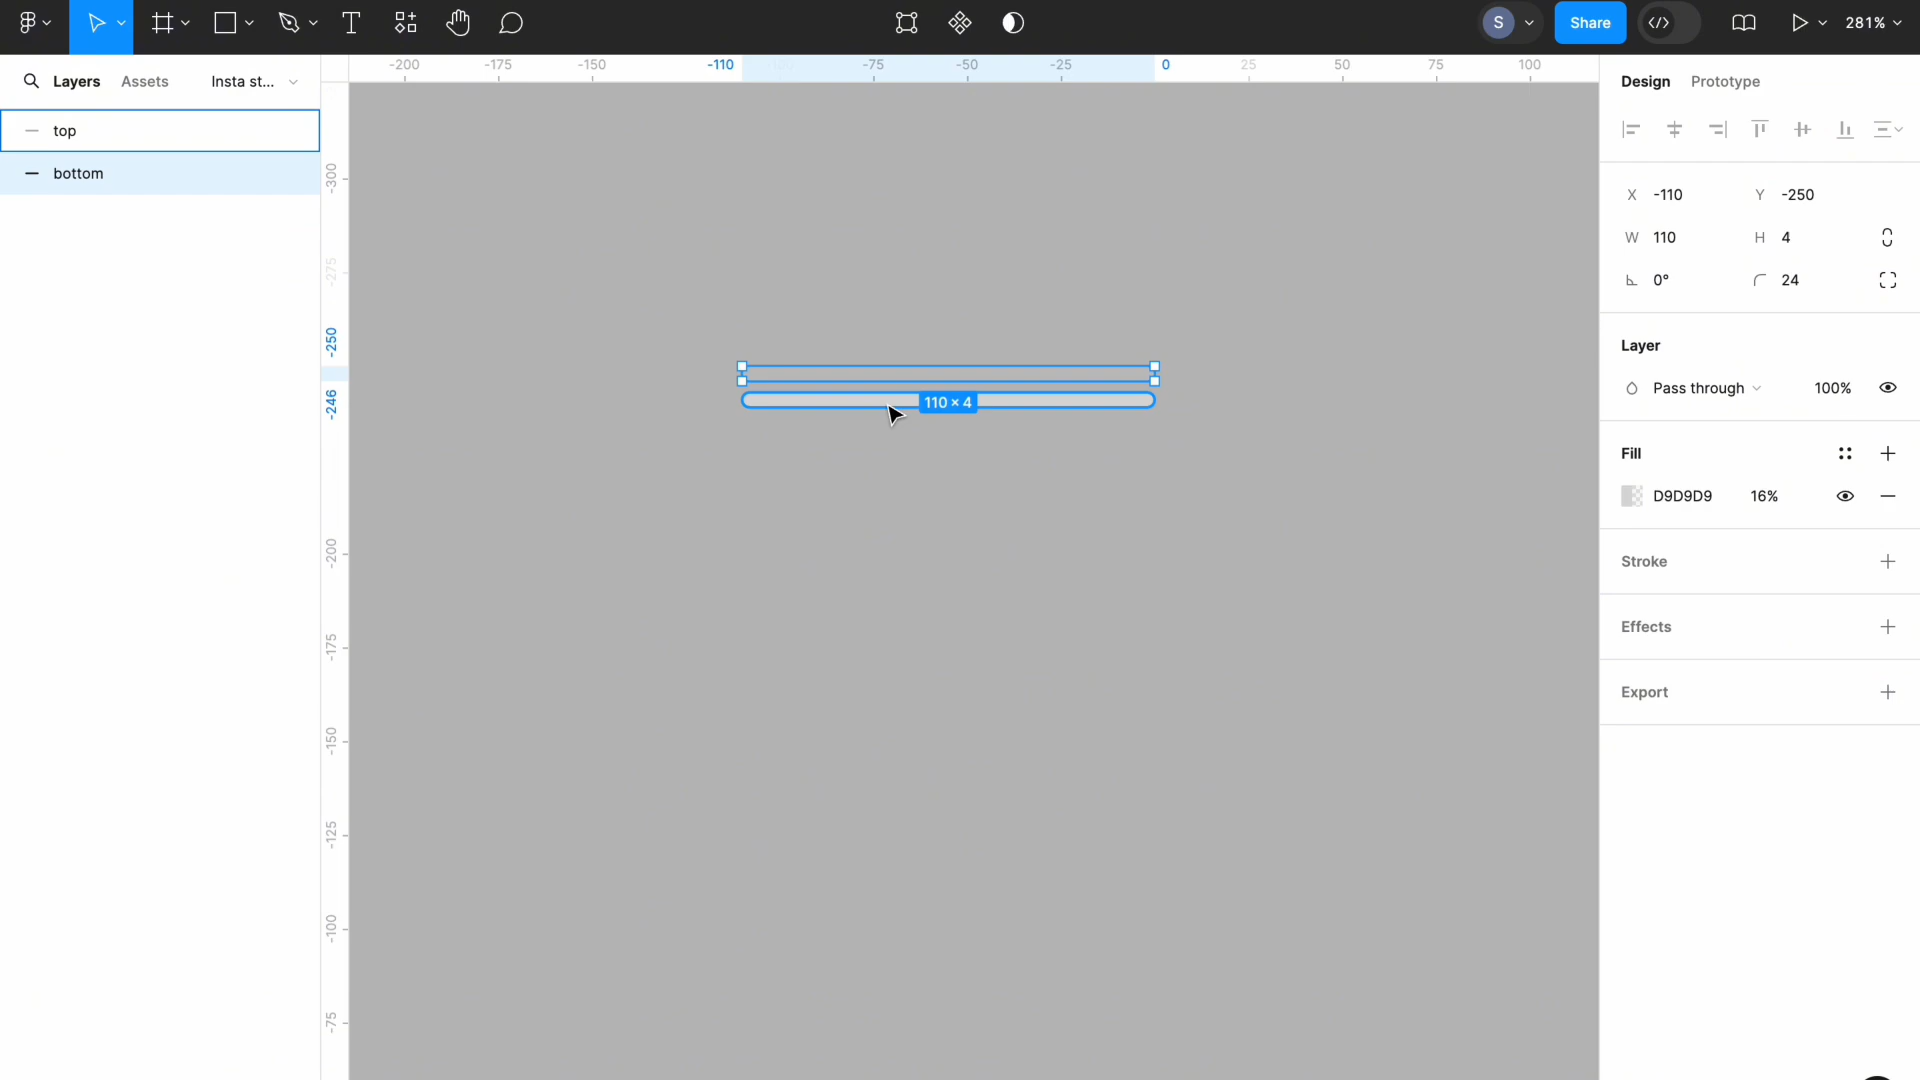 S
Share
281%
Layers
Assets
Insta st...
top
bottom
-200
-175
-150
-110
-75
-50
-25
0
25
50
75
100
-300
-275
-250
-246
-200
-175
-150
-125
-100
-75
110 × 4
Design
Prototype
X -110
Y -250
W 110
H 4
0°
24
Layer
Pass through
100%
Fill
D9D9D9
16%
Stroke
Effects
Export